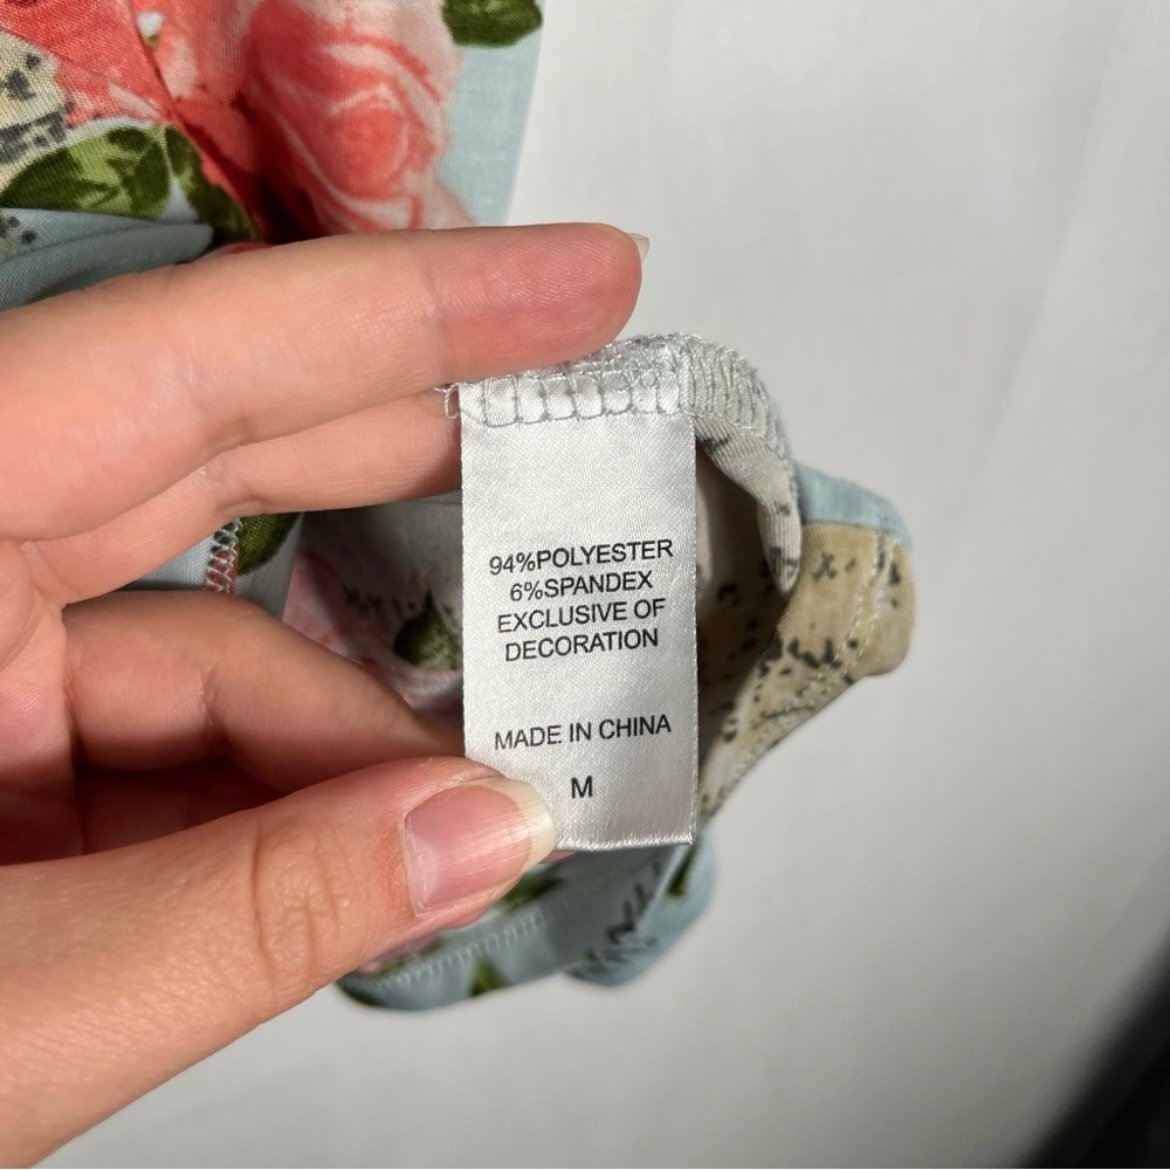 94%POLYESTER
6%SPANDEX
EXCLUSIVE OF
DECORATION
MADE IN CHINA
M